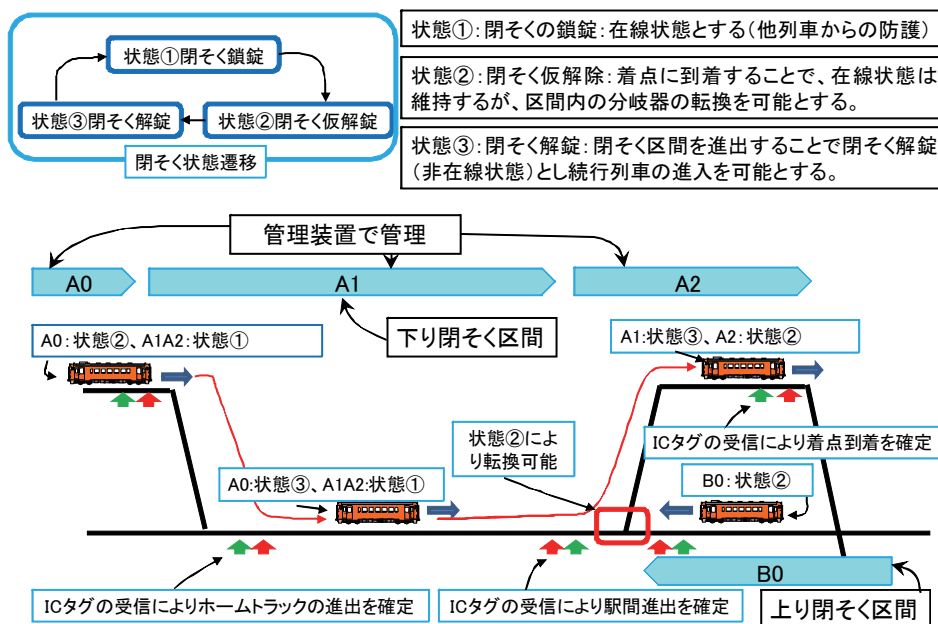 状態①閉そく鎖錠
状態③閉そく解錠
状態②閉そく仮解錠
閉そく状態遷移
状態①:閉そくの鎖錠:在線状態とする(他列車からの防護)
状態②:閉そく仮解除:着点に到着することで、在線状態は
維持するが、区間内の分岐器の転換を可能とする。
状態③:閉そく解錠:閉そく区間を進出することで閉そく解錠
(非在線状態)とし続行列車の進入を可能とする。
管理装置で管理
A0
A1
A2
下り閉そく区間
A0:状態②、A1A2:状態①
A1:状態③、A2:状態②
状態②によ
り転換可能
ICタグの受信により着点到着を確定
A0:状態③、A1A2:状態①
B0:状態②
B0
ICタグの受信によりホームトラックの進出を確定
ICタグの受信により駅間進出を確定
上り閉そく区間